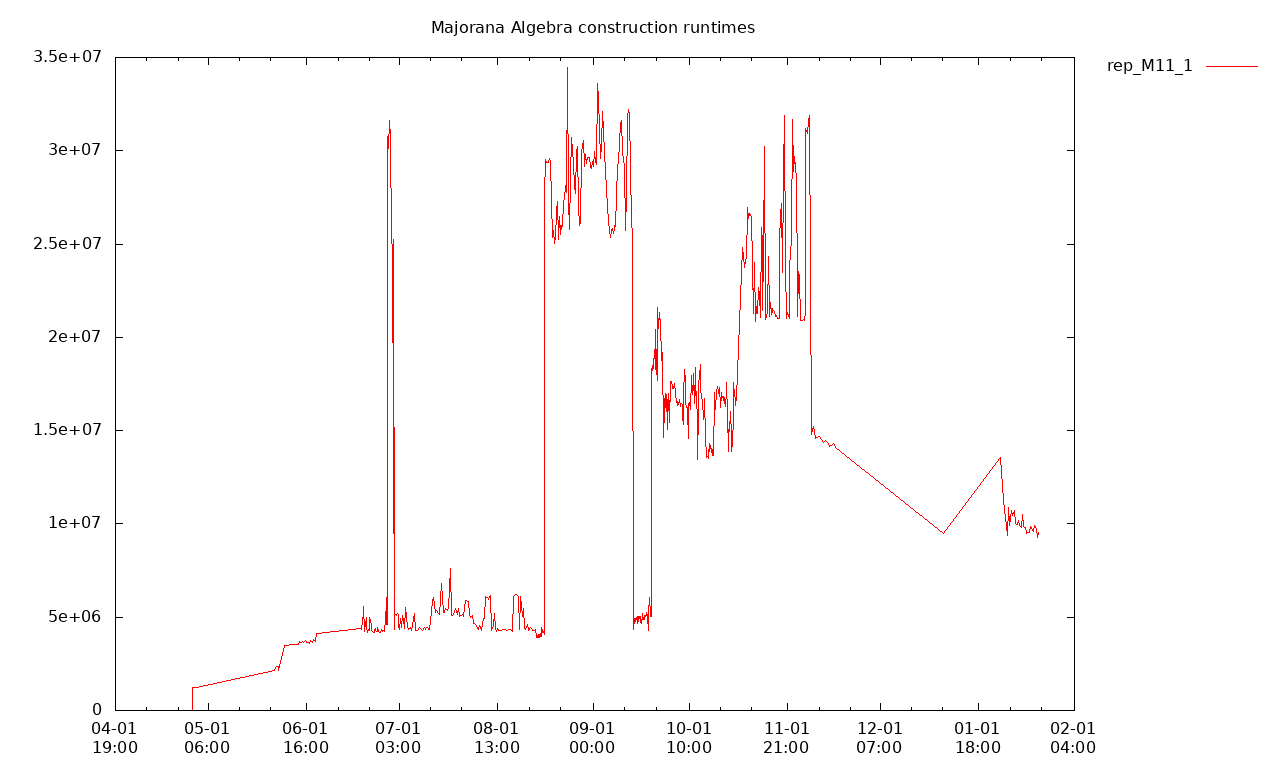 Majorana Algebra construction runtimes
rep_M11_1
3.5e+07
3e+07
2.5e+07
2e+07
1.5e+07
1e+07
5e+06
0
04-01 05-01 06-01 07-01 08-01 09-01 10-01 11-01 12-01 01-01 02-01
19:00 06:00 16:00 03:00 13:00 00:00 10:00 21:00 07:00 18:00 04:00